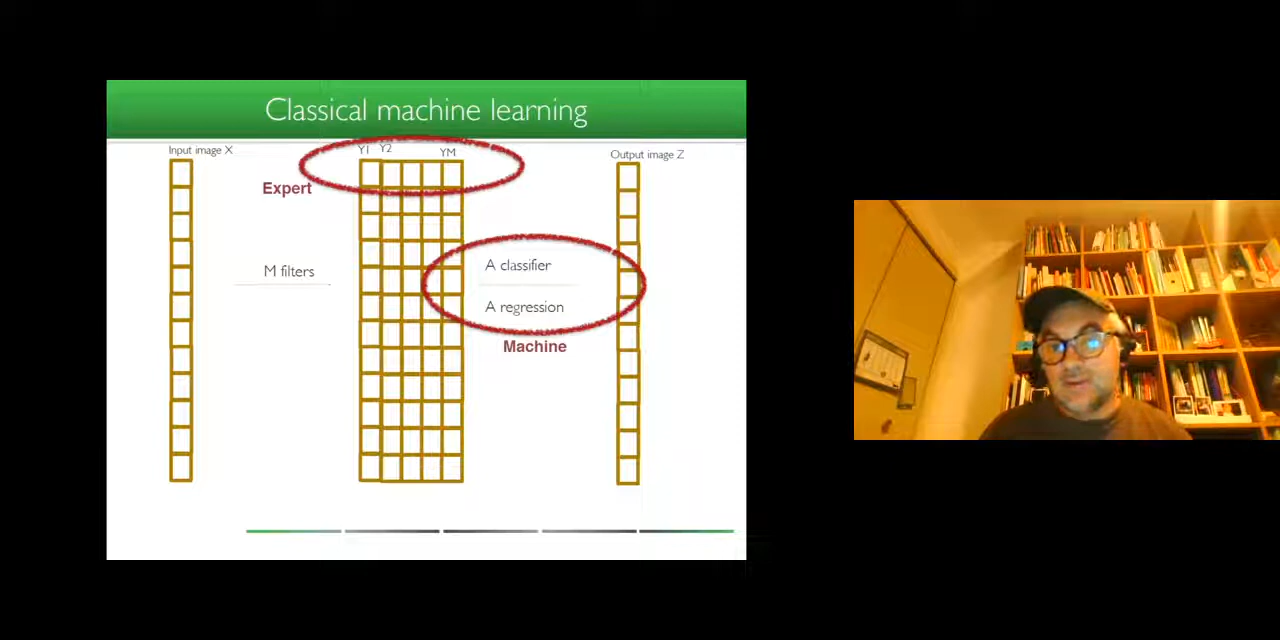 Classical machine learning
Input image X
Y1 Y2 YM
Output image Z
Expert
M filters
A classifier
A regression
Machine